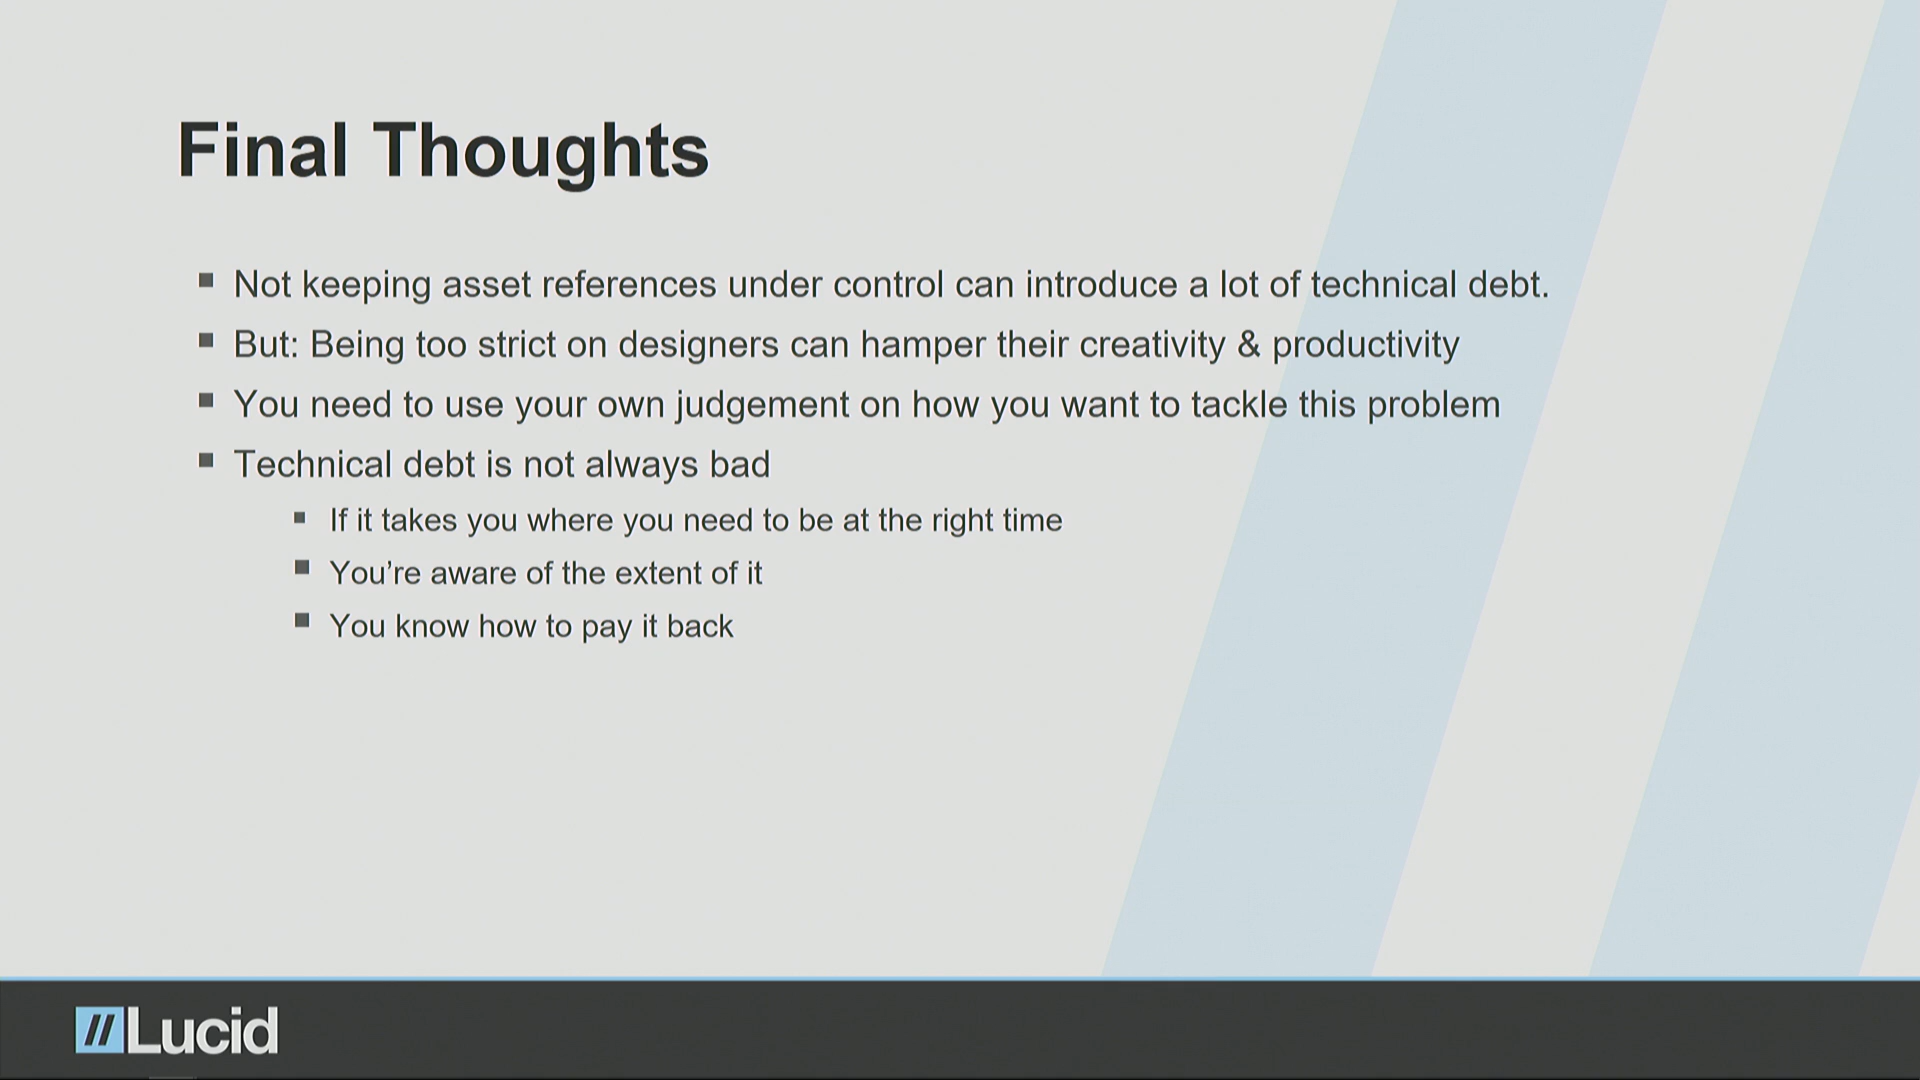 Final Thoughts
Not keeping asset references under control can introduce a lot of technical debt.
But: Being too strict on designers can hamper their creativity & productivity
You need to use your own judgement on how you want to tackle this problem
Technical debt is not always bad
If it takes you where you need to be at the right time
You’re aware of the extent of it
You know how to pay it back
//Lucid